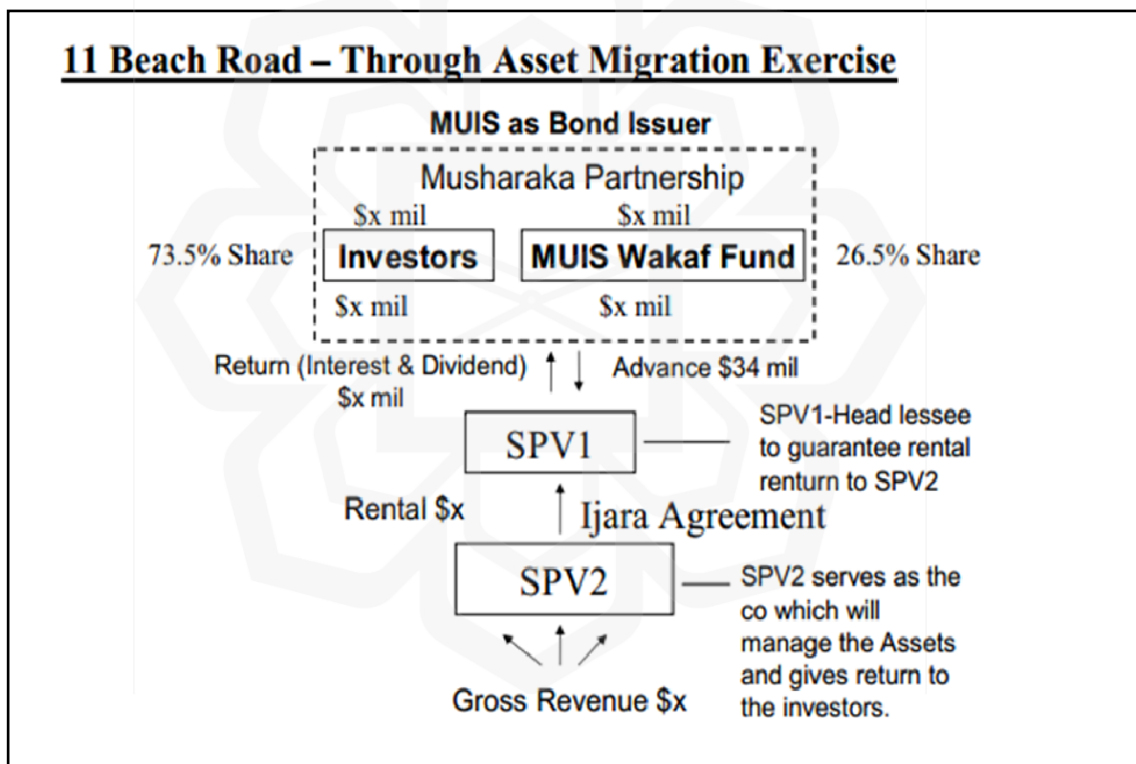 11 Beach Road – Through Asset Migration Exercise
MUIS as Bond Issuer
Musharaka Partnership
$x mil
$x mil
73.5% Share
Investors
MUIS Wakaf Fund
26.5% Share
$x mil
$x mil
Return (Interest & Dividend)
$x mil
Advance $34 mil
SPV1
SPV1-Head lessee
to guarantee rental
renturn to SPV2
Rental $x
Ijara Agreement
SPV2
SPV2 serves as the
co which will
manage the Assets
and gives return to
the investors.
Gross Revenue $x